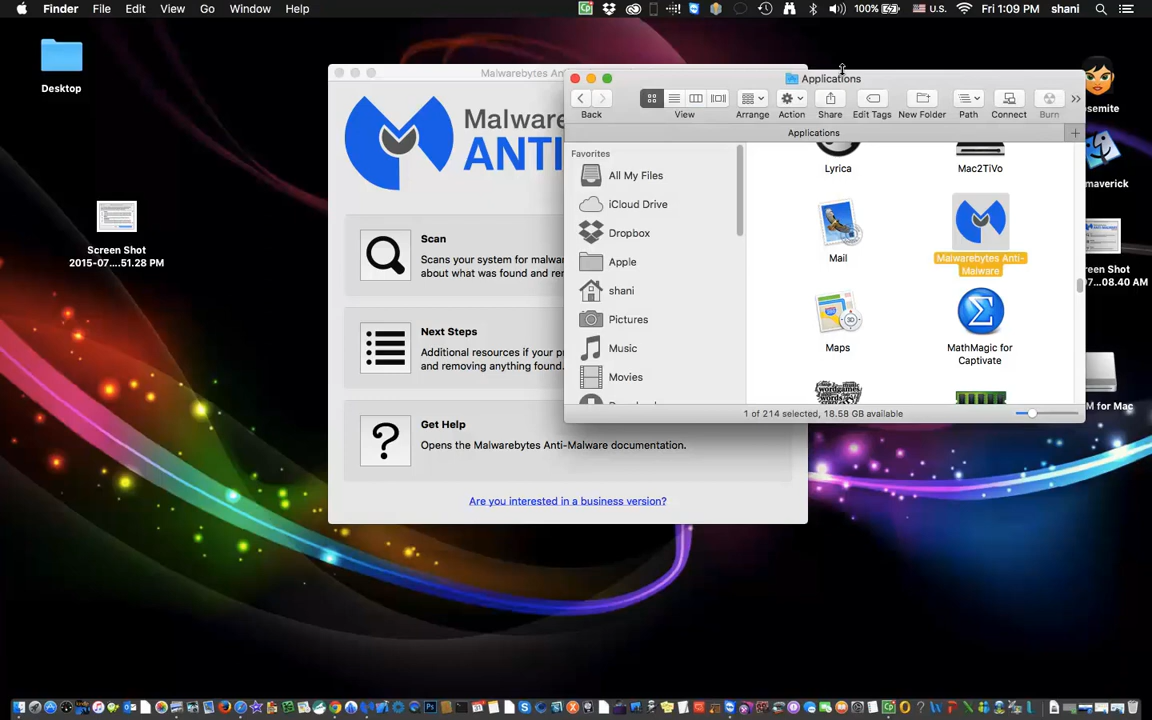 Finder File Edit View Go Window Help
100% U.S. Fri 1:09 PM shani
Desktop
Screen Shot
2015-07....51.28 PM
Malwarebytes An
Malware
ANTI
Scan
Scans your system for malwar
about what was found and rem
Next Steps
Additional resources if your p
and removing anything found.
Get Help
Opens the Malwarebytes Anti-Malware documentation.
Are you interested in a business version?
Applications
Back View Arrange Action Share Edit Tags New Folder Path Connect Burn
Applications
Favorites
All My Files
iCloud Drive
Dropbox
Apple
shani
Pictures
Music
Movies
Lyrica
Mac2TiVo
Mail
Malwarebytes Anti-
Malware
Maps
3D
MathMagic for
Captivate
1 of 214 selected, 18.58 GB available
osemite
maverick
een Shot
07....08.40 AM
M for Mac